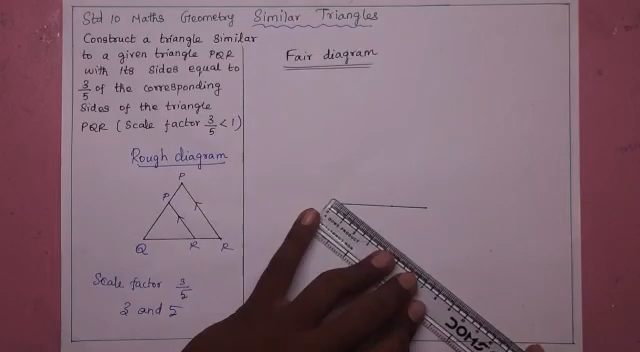 Std 10 Maths Geometry Similar Triangles
Construct a triangle similar
to a given triangle PQR
with its sides equal to
3/5 of the corresponding
sides of the triangle
PQR (Scale factor 3/5 < 1)
Fair diagram
Rough diagram
P
P
Q R R
Scale factor 3/5
3 and 5
DOMS